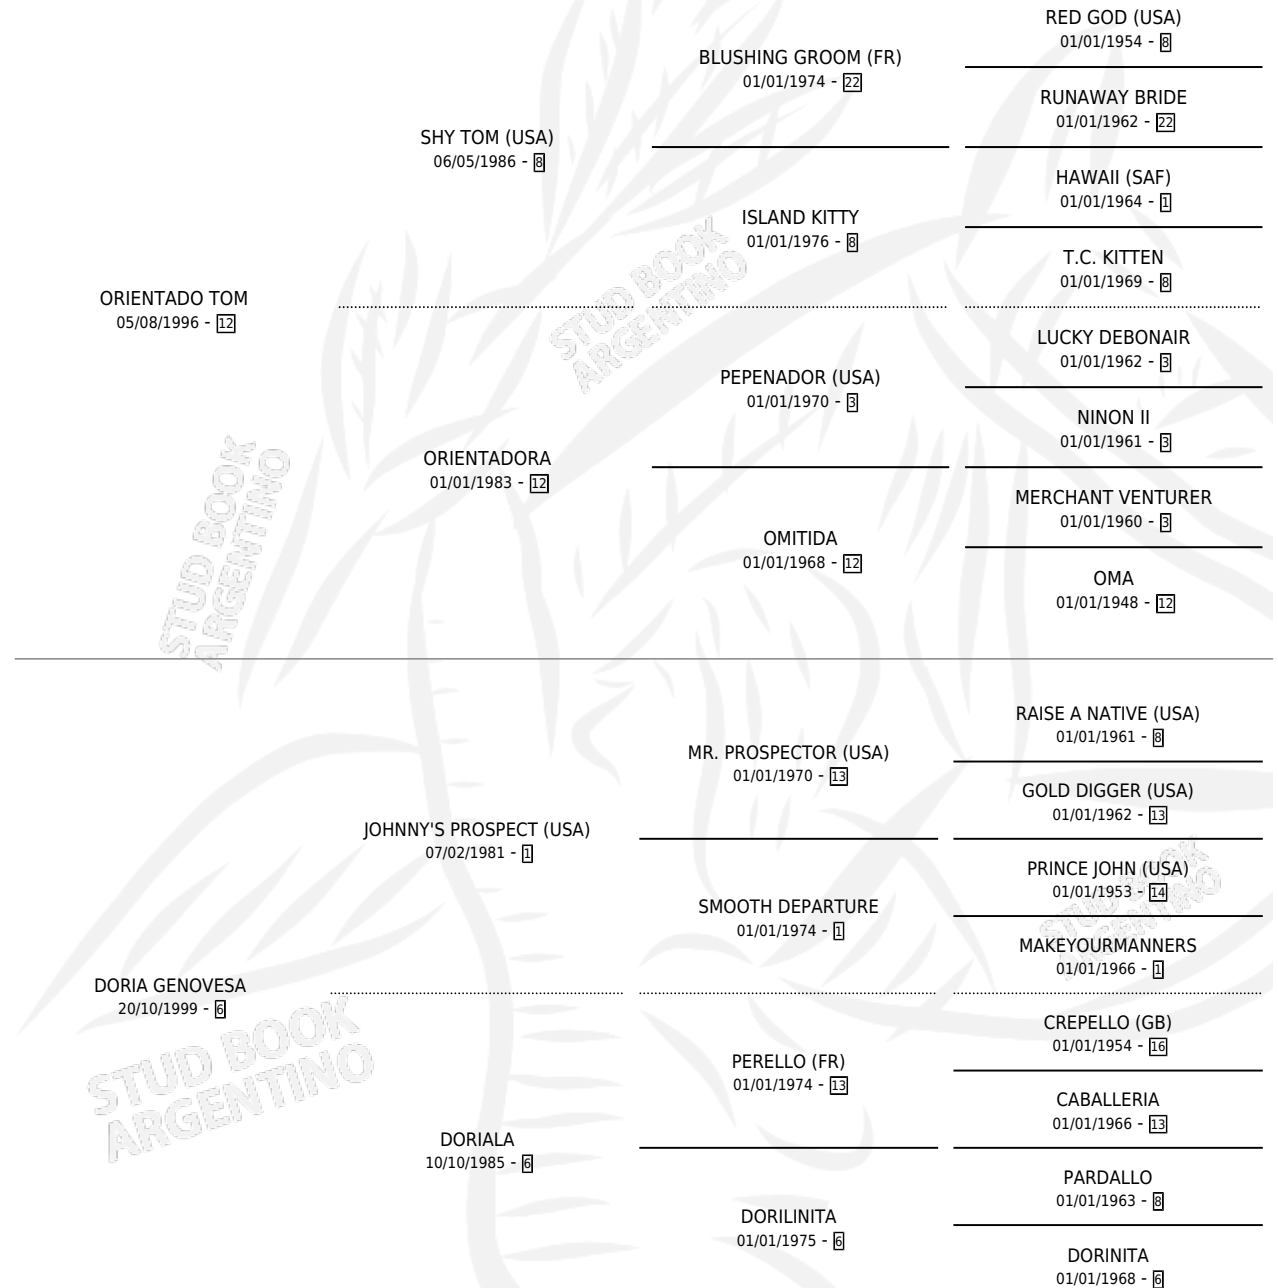 RED GOD (USA)
01/01/1954 - 8
BLUSHING GROOM (FR)
01/01/1974 - 22
RUNAWAY BRIDE
01/01/1962 - 22
SHY TOM (USA)
06/05/1986 - 8
HAWAII (SAF)
01/01/1964 - 1
ISLAND KITTY
01/01/1976 - 8
T.C. KITTEN
01/01/1969 - 8
ORIENTADO TOM
05/08/1996 - 12
LUCKY DEBONAIR
01/01/1962 - 3
PEPENADOR (USA)
01/01/1970 - 3
NINON II
01/01/1961 - 3
ORIENTADORA
01/01/1983 - 12
MERCHANT VENTURER
01/01/1960 - 3
OMITIDA
01/01/1968 - 12
OMA
01/01/1948 - 12
STUD BOOK
ARGENTINO
STUD BOOK
ARGENTINO
RAISE A NATIVE (USA)
01/01/1961 - 8
MR. PROSPECTOR (USA)
01/01/1970 - 13
GOLD DIGGER (USA)
01/01/1962 - 13
JOHNNY'S PROSPECT (USA)
07/02/1981 - 1
PRINCE JOHN (USA)
01/01/1953 - 14
SMOOTH DEPARTURE
01/01/1974 - 1
MAKEYOURMANNERS
01/01/1966 - 1
DORIA GENOVESA
20/10/1999 - 6
CREPELLO (GB)
01/01/1954 - 16
PERELLO (FR)
01/01/1974 - 13
CABALLERIA
01/01/1966 - 13
DORIALA
10/10/1985 - 6
PARDALLO
01/01/1963 - 8
DORILINITA
01/01/1975 - 6
DORINITA
01/01/1968 - 6
STUD BOOK
ARGENTINO
STUD BOOK
ARGENTINO